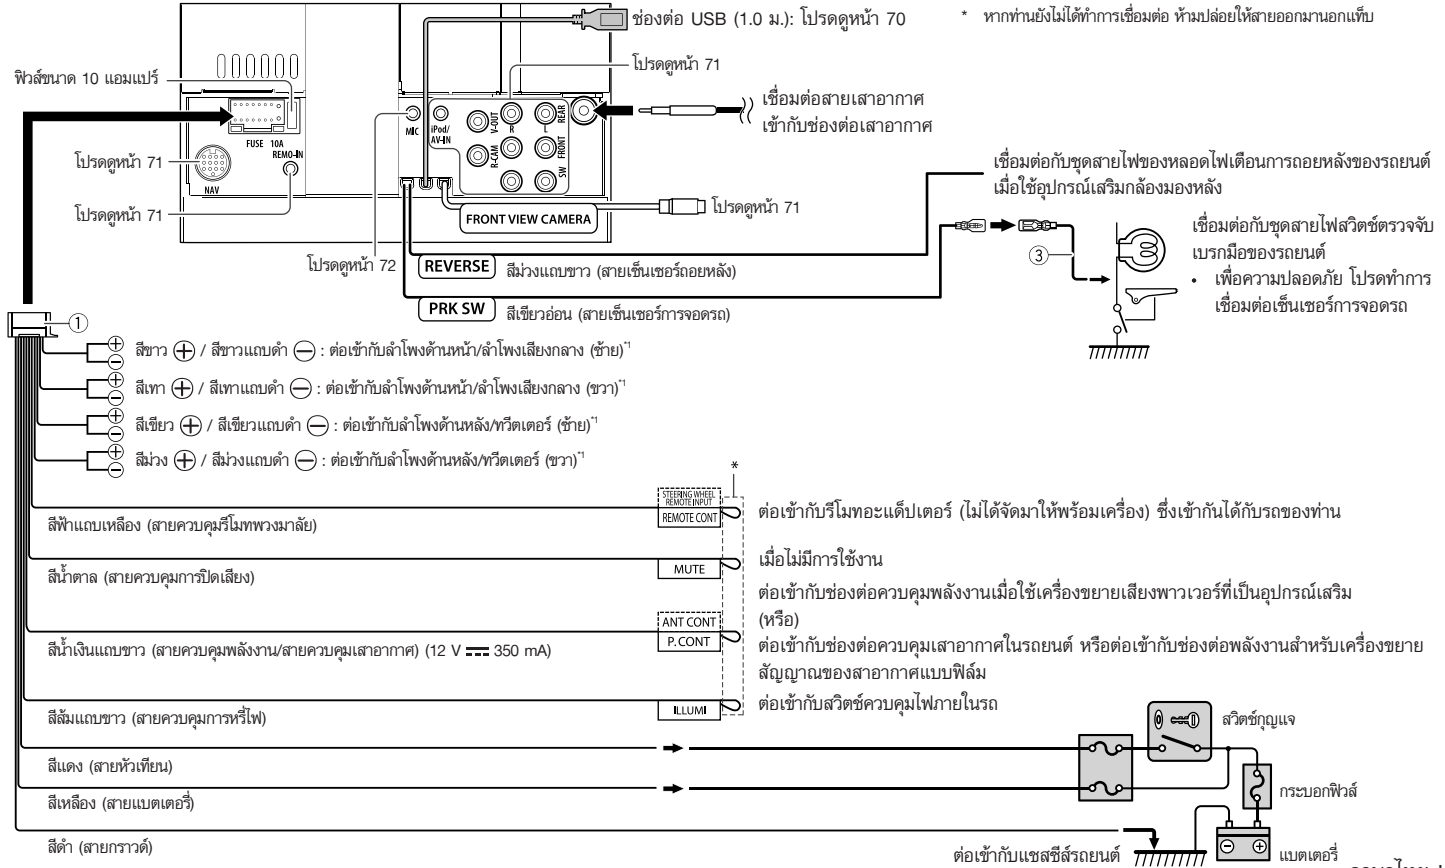 ช่องต่อ USB (1.0 ม.): โปรดดูหน้า 70
* หากท่านยังไม่ได้ทำการเชื่อมต่อ ห้ามปล่อยให้สายออกมานอกแท็บ
โปรดดูหน้า 71
ฟิวส์ขนาด 10 แอมแปร์
เชื่อมต่อสายเสาอากาศ
เข้ากับช่องต่อเสาอากาศ
MIC
iPod/
AV-IN
V-OUT
R-CAM
R
L
REAR
FRONT
SW
FUSE 10A
REMO-IN
NAV
โปรดดูหน้า 71
โปรดดูหน้า 71
เชื่อมต่อกับชุดสายไฟของหลอดไฟเตือนการถอยหลังของรถยนต์
เมื่อใช้อุปกรณ์เสริมกล้องมองหลัง
FRONT VIEW CAMERA
โปรดดูหน้า 71
โปรดดูหน้า 72
REVERSE
สีม่วงแถบขาว (สายเซ็นเซอร์ถอยหลัง)
PRK SW
สีเขียวอ่อน (สายเซ็นเซอร์การจอดรถ)
3
เชื่อมต่อกับชุดสายไฟสวิตช์ตรวจจับ
เบรกมือของรถยนต์
• เพื่อความปลอดภัย โปรดทำการ
เชื่อมต่อเซ็นเซอร์การจอดรถ
1
สีขาว ⊕ / สีขาวแถบดำ ⊖ : ต่อเข้ากับลำโพงด้านหน้า/ลำโพงเสียงกลาง (ซ้าย)*1
สีเทา ⊕ / สีเทาแถบดำ ⊖ : ต่อเข้ากับลำโพงด้านหน้า/ลำโพงเสียงกลาง (ขวา)*1
สีเขียว ⊕ / สีเขียวแถบดำ ⊖ : ต่อเข้ากับลำโพงด้านหลัง/ทวีตเตอร์ (ซ้าย)*1
สีม่วง ⊕ / สีม่วงแถบดำ ⊖ : ต่อเข้ากับลำโพงด้านหลัง/ทวีตเตอร์ (ขวา)*1
*
สีฟ้าแถบเหลือง (สายควบคุมรีโมทพวงมาลัย)
STEERING WHEEL
REMOTE INPUT
REMOTE CONT
ต่อเข้ากับรีโมทอะแด็ปเตอร์ (ไม่ได้จัดมาให้พร้อมเครื่อง) ซึ่งเข้ากันได้กับรถของท่าน
สีน้ำตาล (สายควบคุมการปิดเสียง)
MUTE
เมื่อไม่มีการใช้งาน
สีน้ำเงินแถบขาว (สายควบคุมพลังงาน/สายควบคุมเสาอากาศ) (12 V ⎓ 350 mA)
ANT CONT
P.CONT
ต่อเข้ากับช่องต่อควบคุมพลังงานเมื่อใช้เครื่องขยายเสียงพาวเวอร์ที่เป็นอุปกรณ์เสริม
(หรือ)
ต่อเข้ากับช่องต่อควบคุมเสาอากาศในรถยนต์ หรือต่อเข้ากับช่องต่อพลังงานสำหรับเครื่องขยาย
สัญญาณของสาอากาศแบบฟิล์ม
สีส้มแถบขาว (สายควบคุมการหรี่ไฟ)
ILLUMI
ต่อเข้ากับสวิตช์ควบคุมไฟภายในรถ
สวิตช์กุญแจ
สีแดง (สายหัวเทียน)
สีเหลือง (สายแบตเตอรี่)
กระบอกฟิวส์
สีดำ (สายกราวด์)
ต่อเข้ากับแชสซีส์รถยนต์
แบตเตอรี่